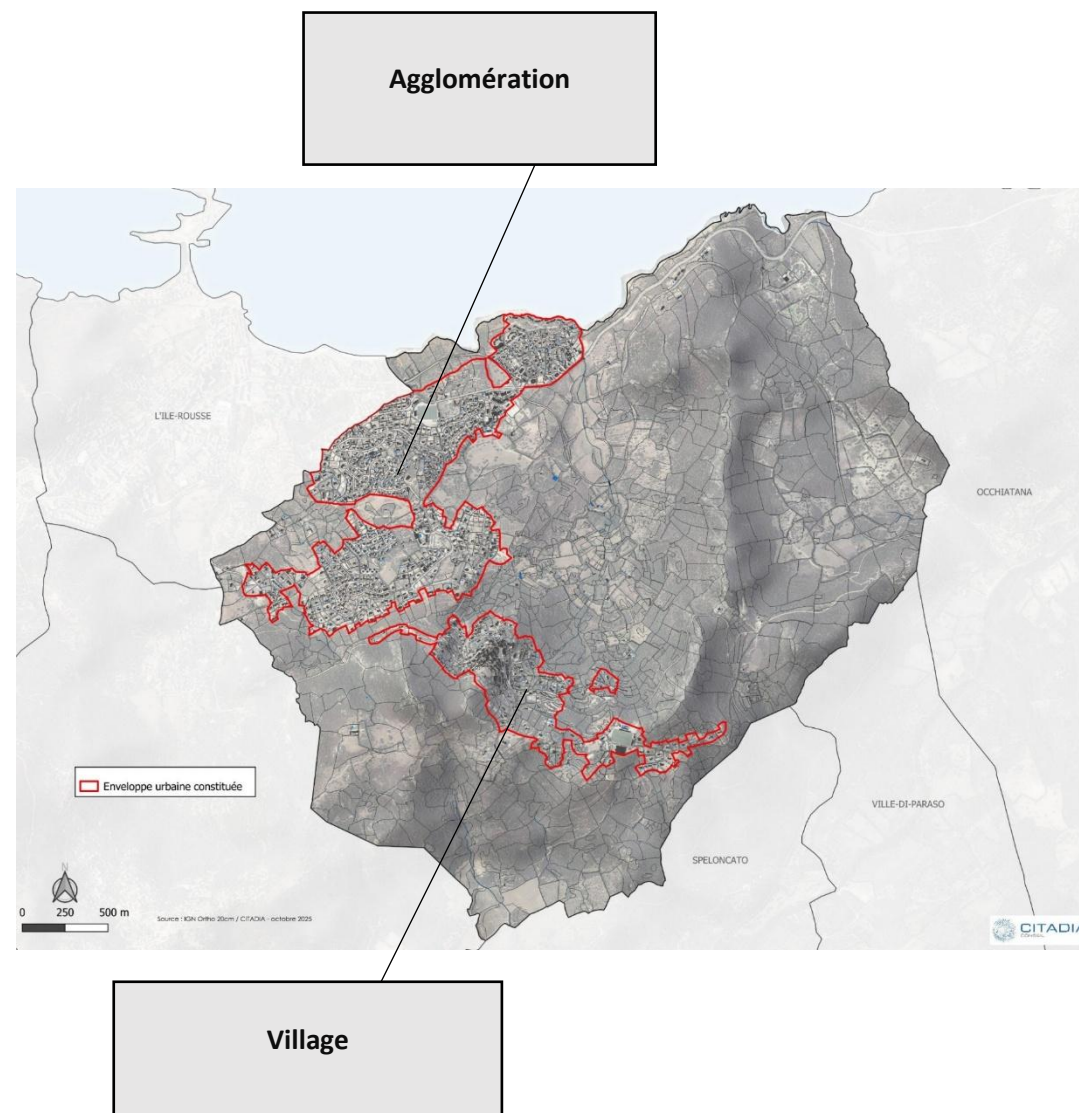 Agglomération
L'ILE-ROUSSE
OCCHIATANA
Enveloppe urbaine constituée
VILLE-DI-PARASO
SPELONCATO
N
0 250 500 m
Source : IGN Ortho 20cm / CITADIA - octobre 2025
CITADIA
CONSEIL
Village